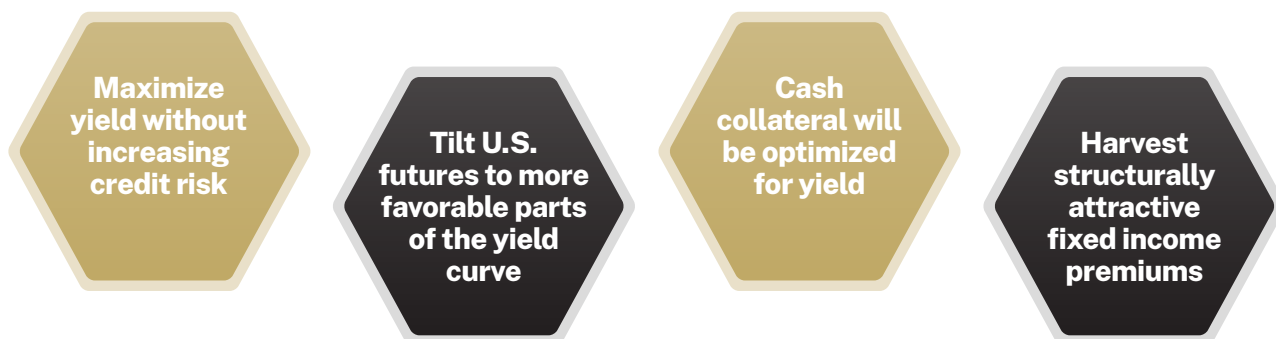 Maximize
yield without
increasing
credit risk
Tilt U.S.
futures to more
favorable parts
of the yield
curve
Cash
collateral will
be optimized
for yield
Harvest
structurally
attractive
fixed income
premiums